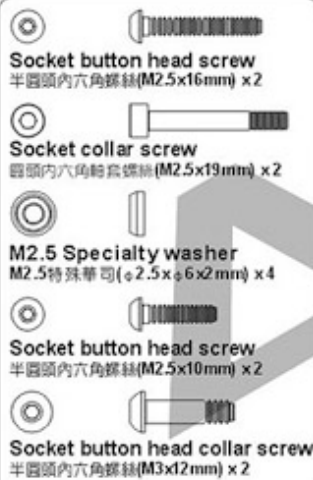 Socket button head screw
半圓頭內六角螺絲(M2.5x16mm) x2
Socket collar screw
圓頭內六角軸套螺絲(M2.5x19mm) x2
M2.5 Specialty washer
M2.5特殊華司(φ2.5xφ6x2mm) x4
Socket button head screw
半圓頭內六角螺絲(M2.5x10mm) x2
Socket button head collar screw
半圓頭內六角螺絲(M3x12mm) x2